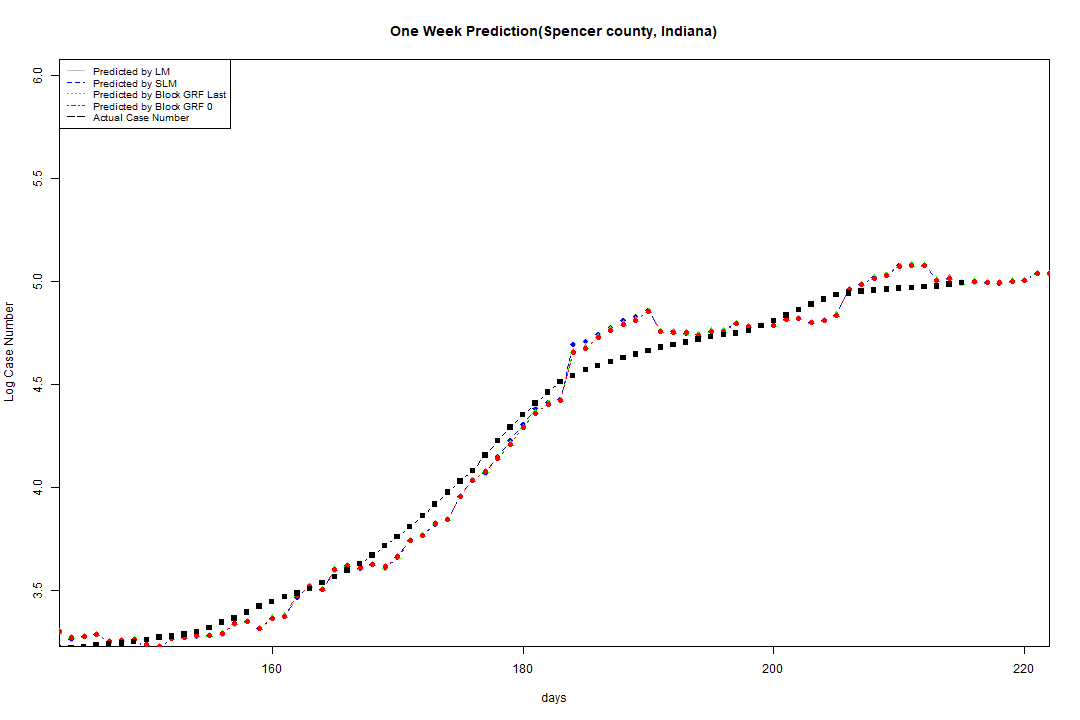 One Week Prediction(Spencer county, Indiana)
Predicted by LM
Predicted by SLM
Predicted by Block GRF Last
Predicted by Block GRF 0
Actual Case Number
6.0
5.5
5.0
4.5
4.0
3.5
Log Case Number
160
180
200
220
days